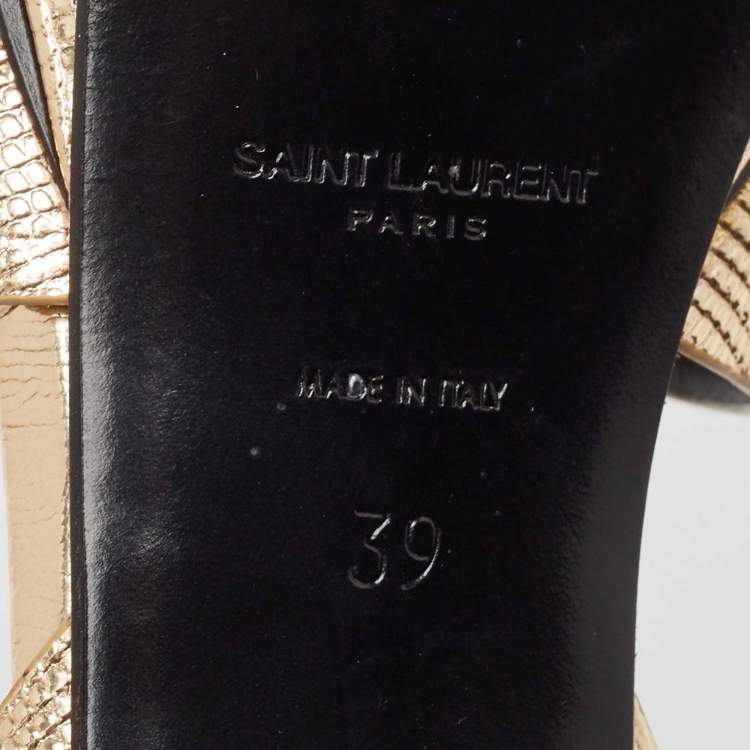 SAINT LAURENT
PARIS
MADE IN ITALY
39